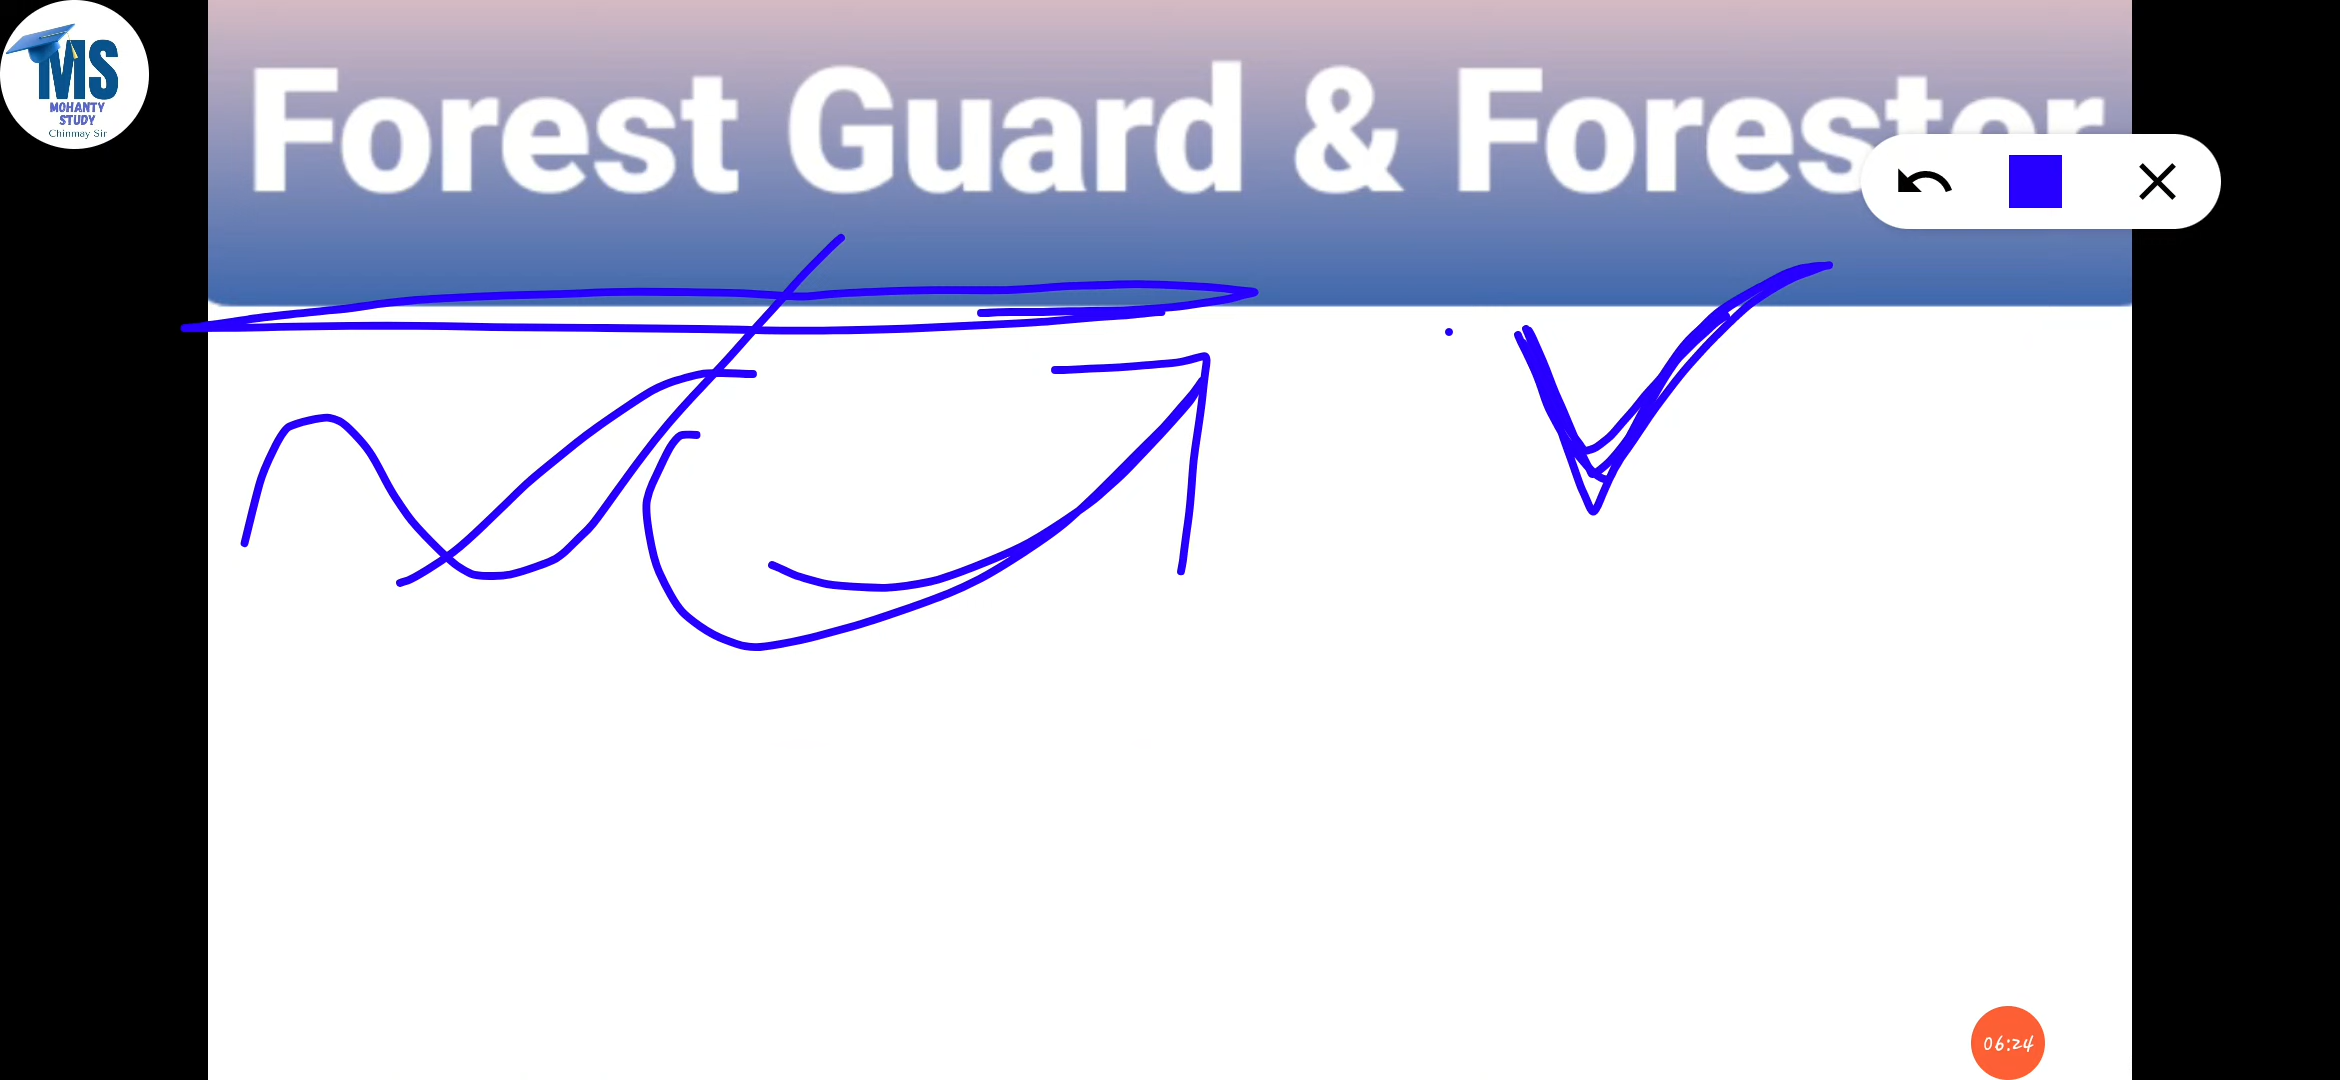 MS
MOHANTY
STUDY
Chinmay Sir
Forest Guard & Forester
06:24